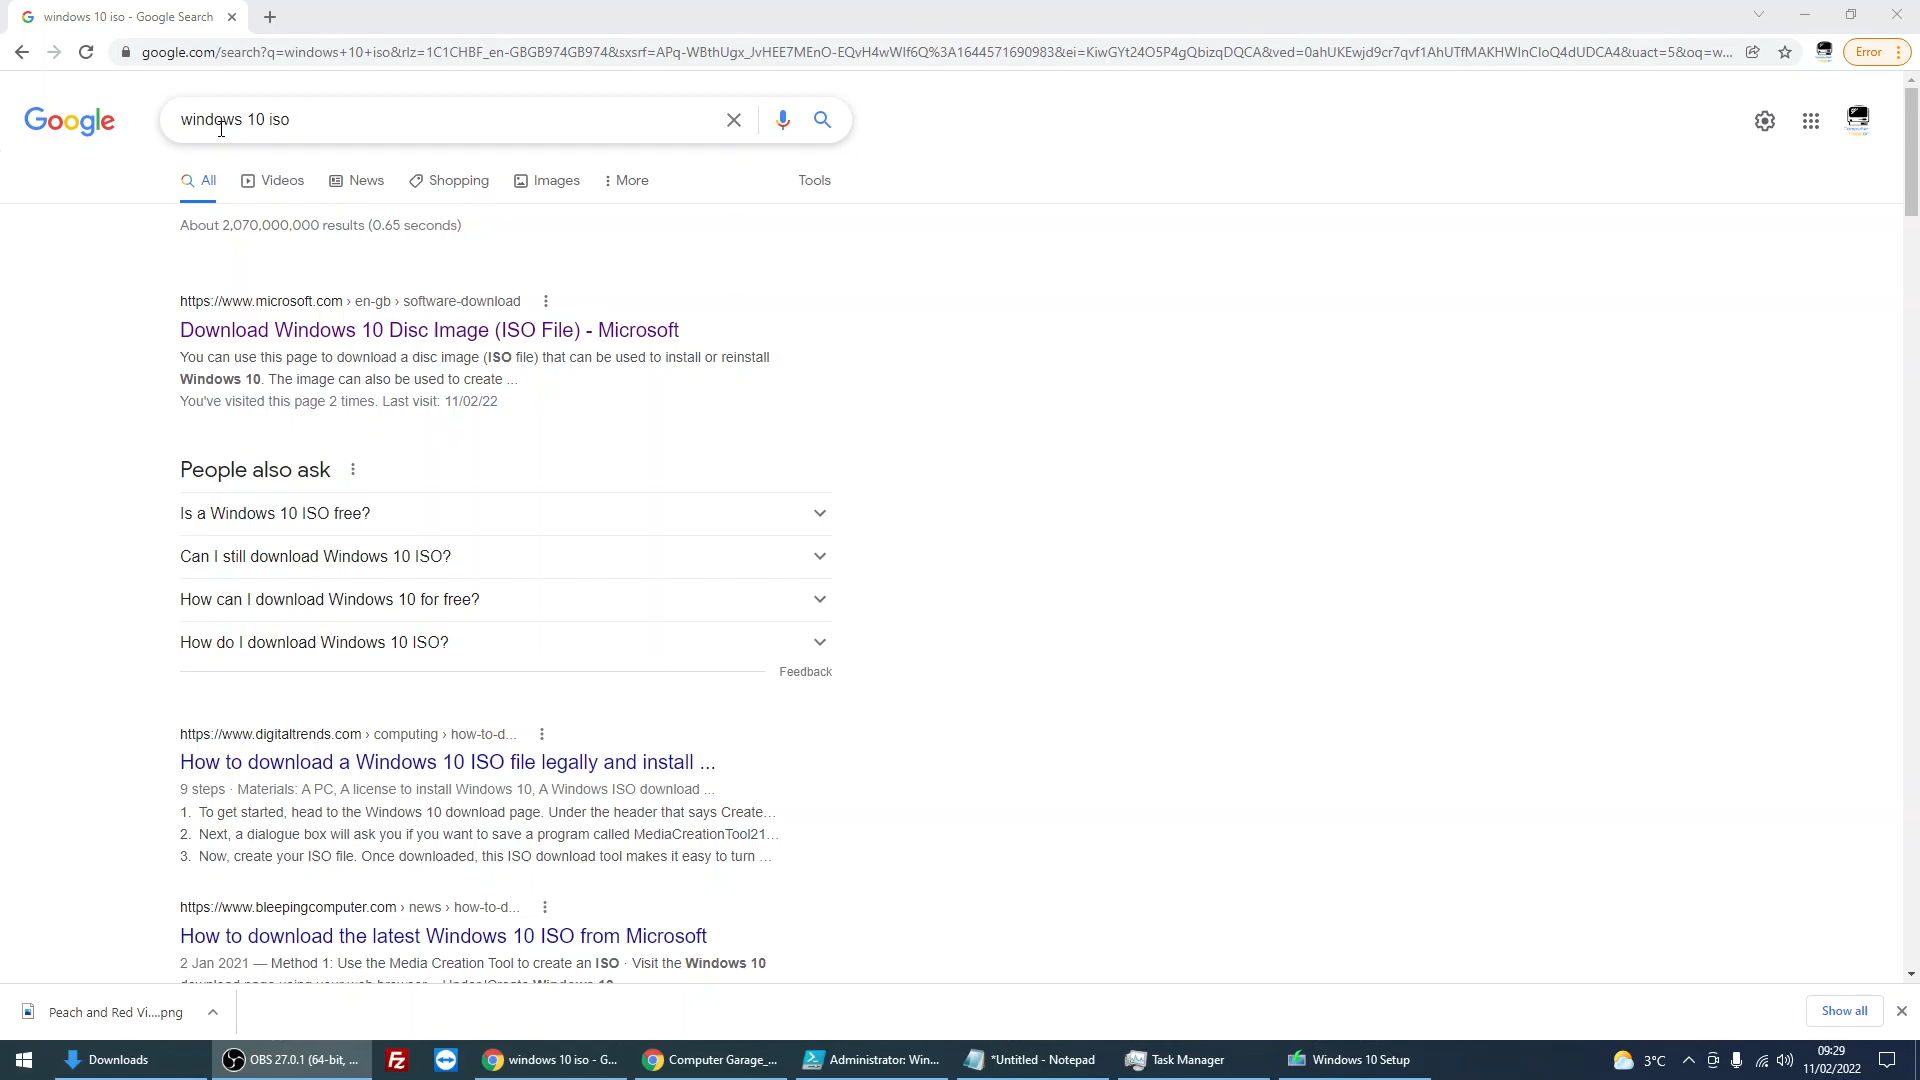 windows 10 iso - Google Search
google.com/search?q=windows+10+iso&rlz=1C1CHBF_en-GBGB974GB974&sxsrf=APq-WBthUgx_JvHEE7MEnO-EQvH4wWIf6Q%3A1644571690983&ei=KiwGYt24O5P4gQbizqDQCA&ved=0ahUKEwjd9cr7qvf1AhUTfMAKHWInCIoQ4dUDCA4&uact=5&oq=w...
Error
Google
windows 10 iso
All
Videos
News
Shopping
Images
More
Tools
About 2,070,000,000 results (0.65 seconds)
https://www.microsoft.com › en-gb › software-download
Download Windows 10 Disc Image (ISO File) - Microsoft
You can use this page to download a disc image (ISO file) that can be used to install or reinstall
Windows 10. The image can also be used to create ...
You've visited this page 2 times. Last visit: 11/02/22
People also ask
Is a Windows 10 ISO free?
Can I still download Windows 10 ISO?
How can I download Windows 10 for free?
How do I download Windows 10 ISO?
Feedback
https://www.digitaltrends.com › computing › how-to-d...
How to download a Windows 10 ISO file legally and install ...
9 steps · Materials: A PC, A license to install Windows 10, A Windows ISO download ...
1. To get started, head to the Windows 10 download page. Under the header that says Create...
2. Next, a dialogue box will ask you if you want to save a program called MediaCreationTool21...
3. Now, create your ISO file. Once downloaded, this ISO download tool makes it easy to turn ...
https://www.bleepingcomputer.com › news › how-to-d...
How to download the latest Windows 10 ISO from Microsoft
2 Jan 2021 — Method 1: Use the Media Creation Tool to create an ISO · Visit the Windows 10
Peach and Red Vi....png
Show all
Downloads
OBS 27.0.1 (64-bit, ...
windows 10 iso - G...
Computer Garage_...
Administrator: Win...
*Untitled - Notepad
Task Manager
Windows 10 Setup
3°C
09:29
11/02/2022